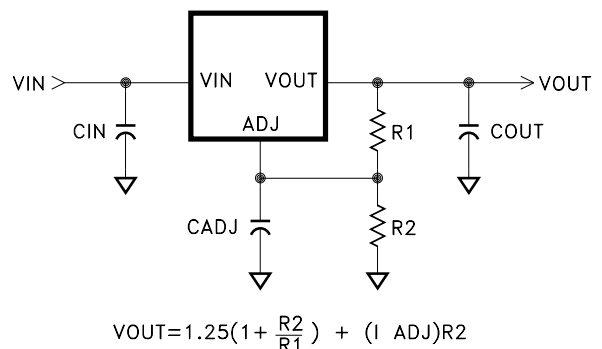 VIN
VIN VOUT
VOUT
ADJ
CIN
R1
COUT
CADJ
R2
VOUT=1.25(1+ R2/R1 ) + (I ADJ)R2